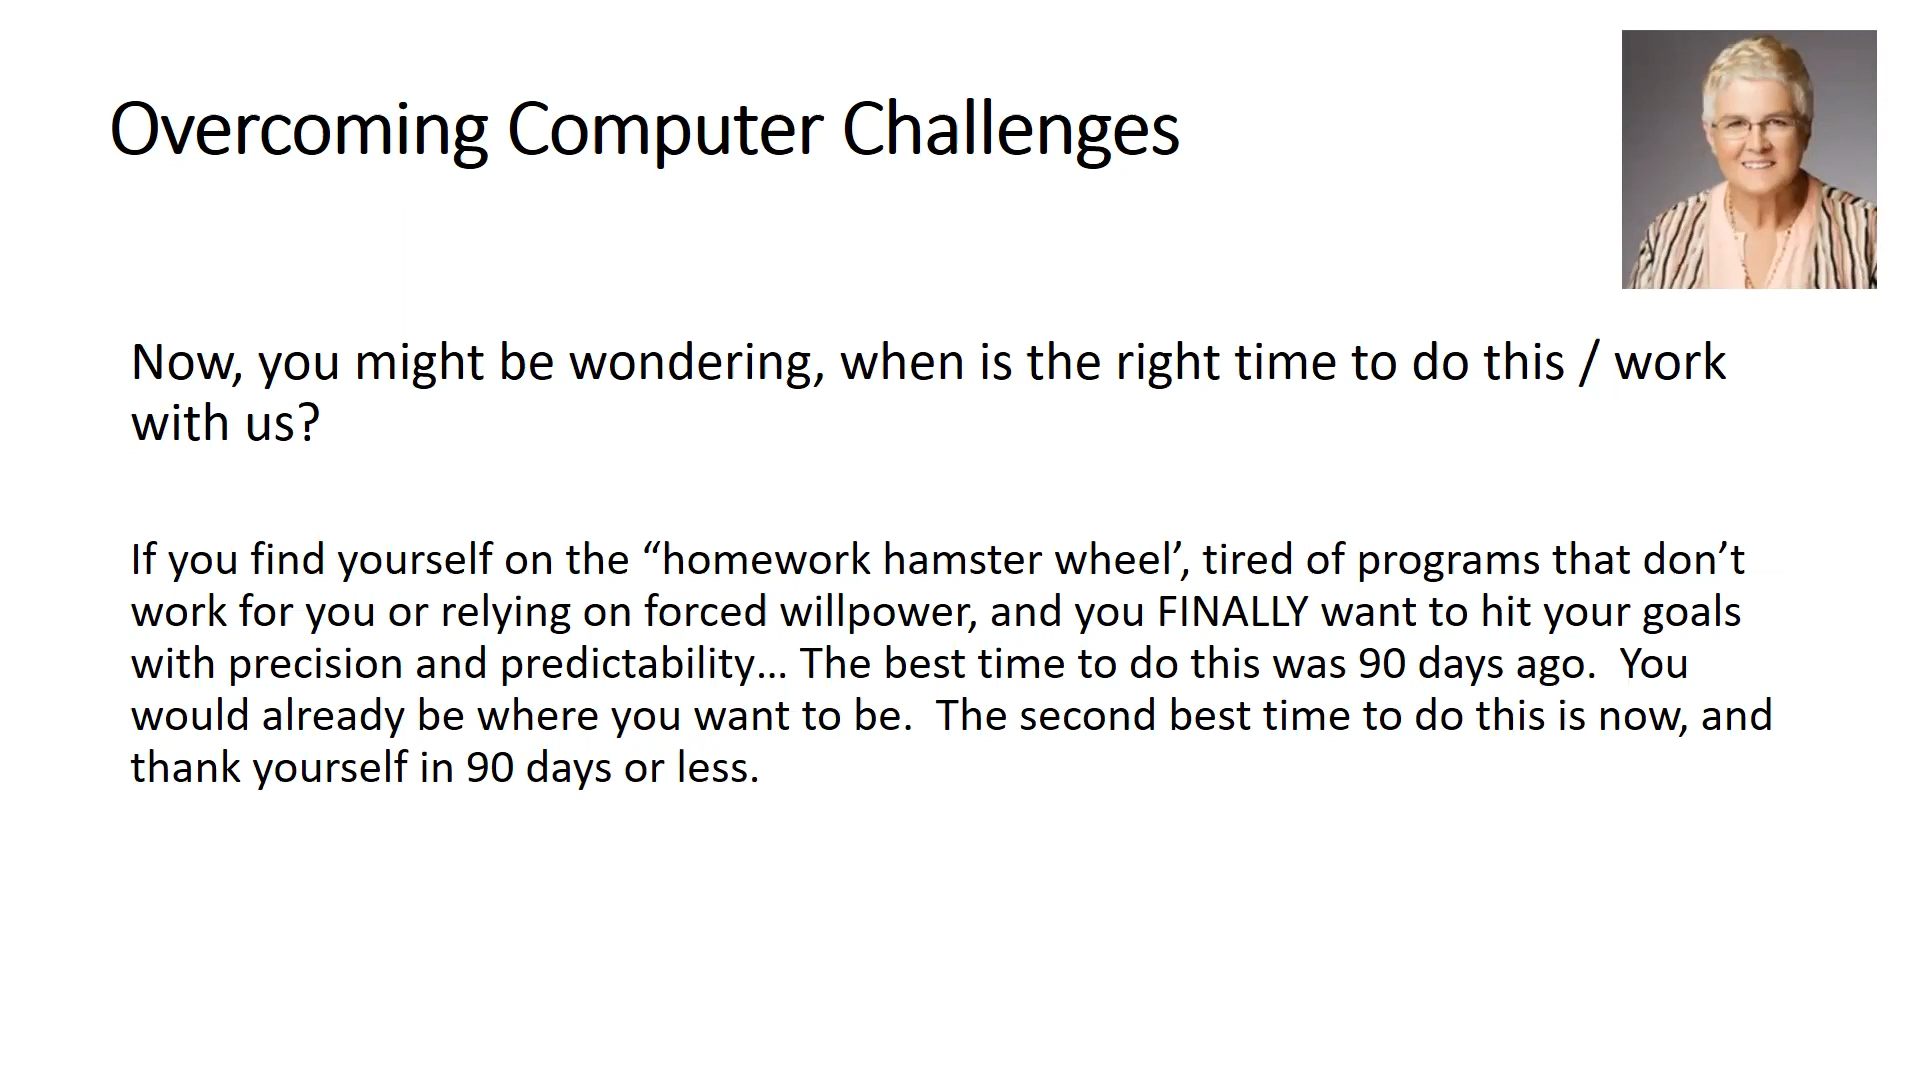 Overcoming Computer Challenges
Now, you might be wondering, when is the right time to do this / work
with us?
If you find yourself on the “homework hamster wheel’, tired of programs that don’t
work for you or relying on forced willpower, and you FINALLY want to hit your goals
with precision and predictability… The best time to do this was 90 days ago.  You
would already be where you want to be.  The second best time to do this is now, and
thank yourself in 90 days or less.